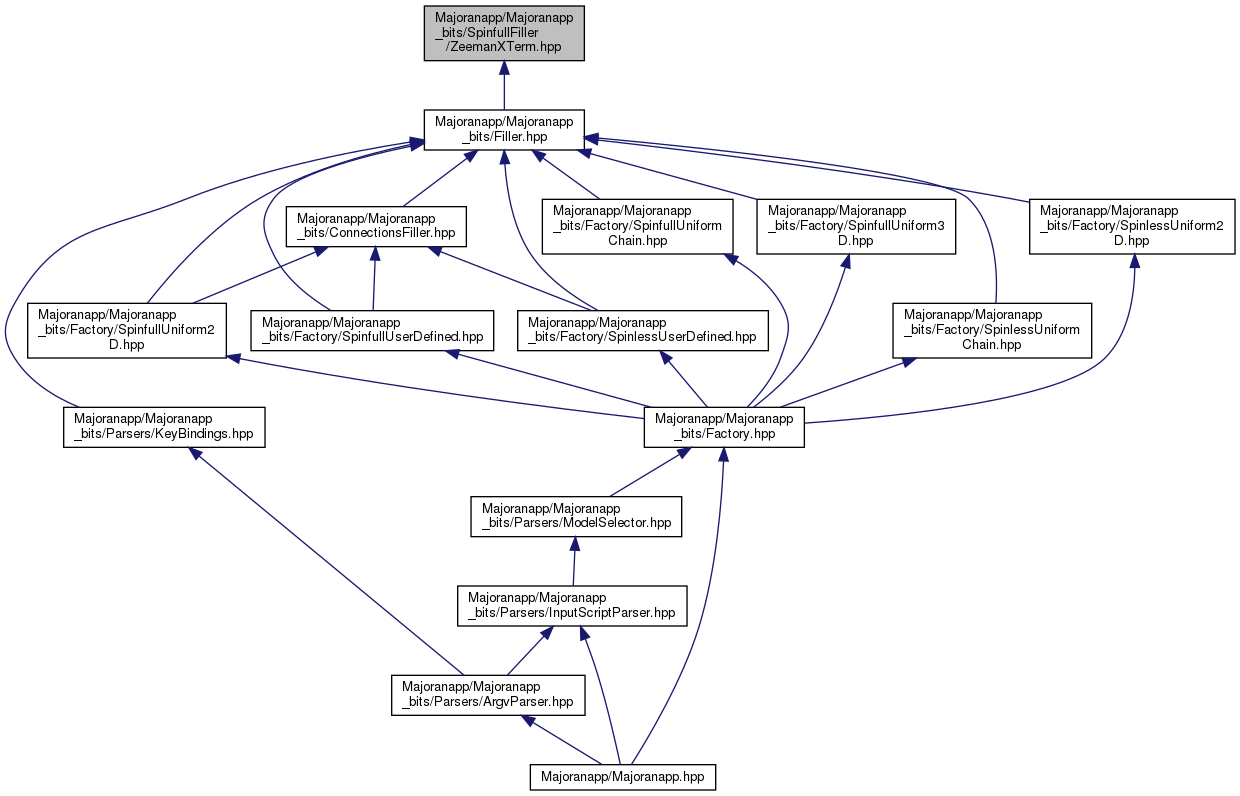 Majoranapp/Majoranapp
_bits/SpinfullFiller
/ZeemanXTerm.hpp
Majoranapp/Majoranapp
_bits/Filler.hpp
Majoranapp/Majoranapp
_bits/ConnectionsFiller.hpp
Majoranapp/Majoranapp
_bits/Factory/SpinfullUniform
Chain.hpp
Majoranapp/Majoranapp
_bits/Factory/SpinfullUniform3
D.hpp
Majoranapp/Majoranapp
_bits/Factory/SpinlessUniform2
D.hpp
Majoranapp/Majoranapp
_bits/Factory/SpinfullUniform2
D.hpp
Majoranapp/Majoranapp
_bits/Factory/SpinfullUserDefined.hpp
Majoranapp/Majoranapp
_bits/Factory/SpinlessUserDefined.hpp
Majoranapp/Majoranapp
_bits/Factory/SpinlessUniform
Chain.hpp
Majoranapp/Majoranapp
_bits/Parsers/KeyBindings.hpp
Majoranapp/Majoranapp
_bits/Factory.hpp
Majoranapp/Majoranapp
_bits/Parsers/ModelSelector.hpp
Majoranapp/Majoranapp
_bits/Parsers/InputScriptParser.hpp
Majoranapp/Majoranapp
_bits/Parsers/ArgvParser.hpp
Majoranapp/Majoranapp.hpp